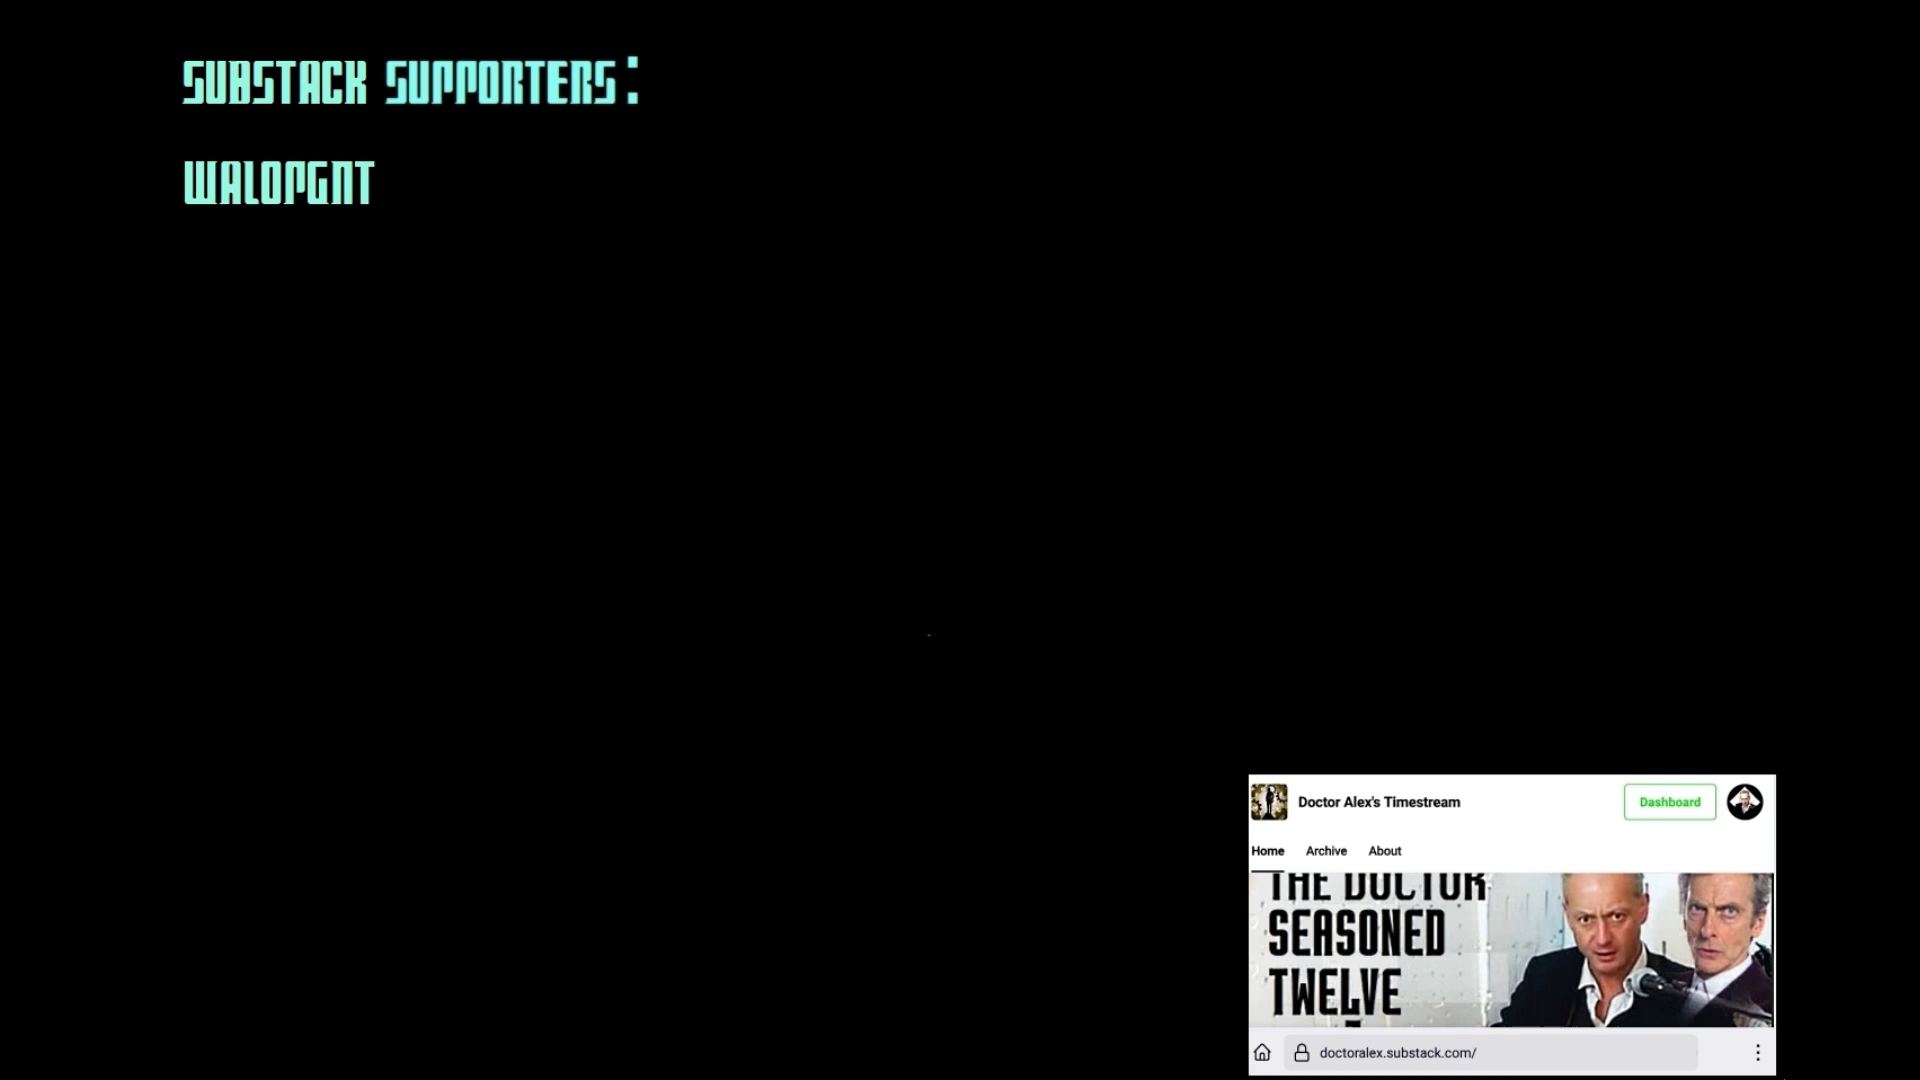 SUBSTACK SUPPORTERS:
WALOPGNT
Doctor Alex's Timestream
Dashboard
Home Archive About
THE DOCTOR
SEASONED
TWELVE
doctoralex.substack.com/